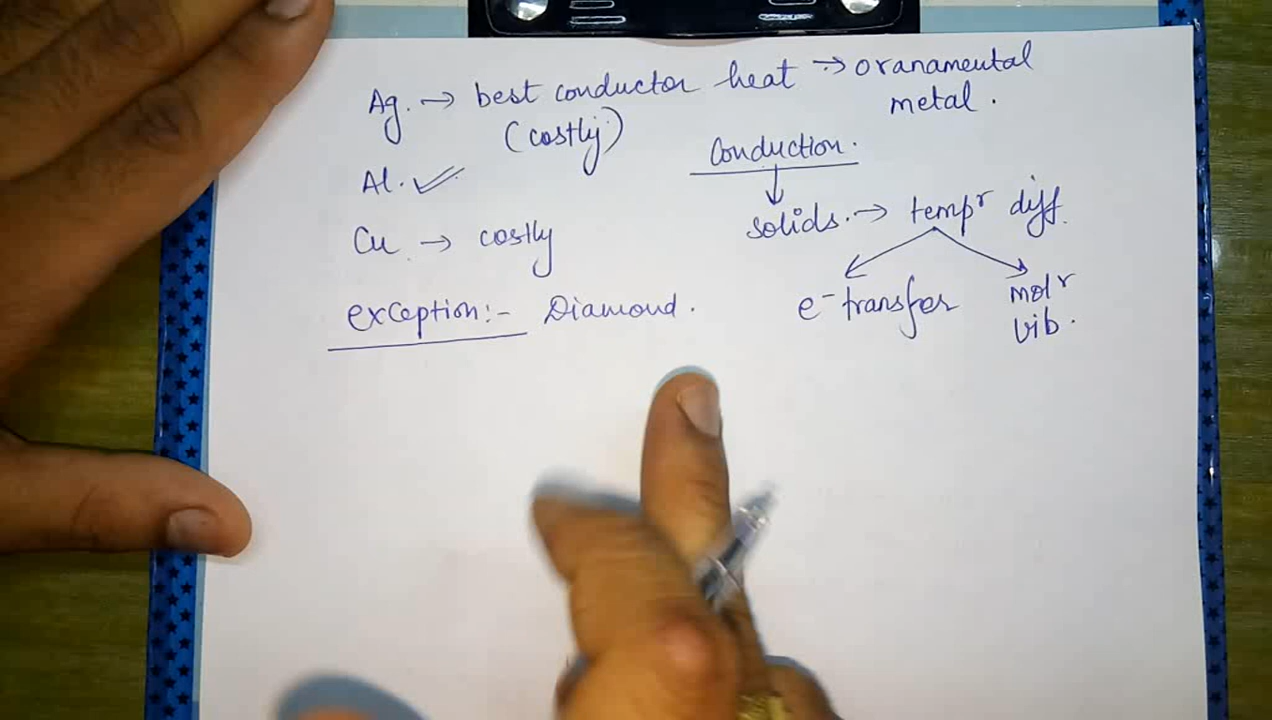 Ag. → best conductor heat → oranamental
metal.
(costly)
Conduction.
Al. ✓
solids. → tempr diff.
Cu → costly
e⁻ transfer molr
vib.
exception:- Diamond.